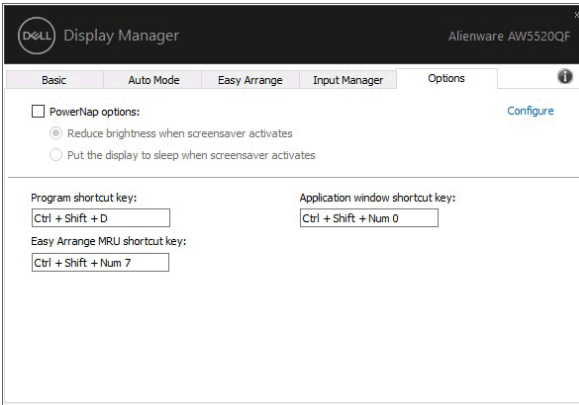 DELL Display Manager
Alienware AW5520QF
Basic Auto Mode Easy Arrange Input Manager Options
PowerNap options:
Configure
Reduce brightness when screensaver activates
Put the display to sleep when screensaver activates
Program shortcut key:
Application window shortcut key:
Ctrl + Shift + D
Ctrl + Shift + Num 0
Easy Arrange MRU shortcut key:
Ctrl + Shift + Num 7